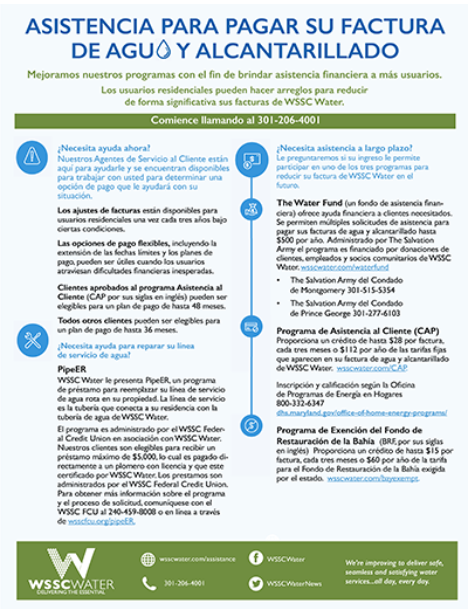 ASISTENCIA PARA PAGAR SU FACTURA
DE AGUA Y ALCANTARILLADO
Mejoramos nuestros programas con el fin de brindar asistencia financiera a más usuarios.
Los usuarios residenciales pueden hacer arreglos para reducir
de forma significativa sus facturas de WSSC Water.
Comience llamando al 301-206-4001
¿Necesita ayuda ahora?
Nuestros Agentes de Servicio al Cliente están
aquí para ayudarle y se encuentran disponibles
para trabajar con usted para determinar una
opción de pago que le ayudará con su
situación.
Los ajustes de facturas están disponibles para
usuarios residenciales una vez cada tres años bajo
ciertas condiciones.
Las opciones de pago flexibles, incluyendo la
extensión de las fechas límites y los planes de
pago, pueden ser útiles cuando los usuarios
atraviesan dificultades financieras inesperadas.
Clientes aprobados al programa Asistencia al
Cliente (CAP por sus siglas en inglés) pueden ser
elegibles para un plan de pago de hasta 48 meses.
Todos otros clientes pueden ser elegibles para
un plan de pago de hasta 36 meses.
¿Necesita ayuda para reparar su línea
de servicio de agua?
PipeER
WSSC Water le presenta PipeER, un programa
de préstamo para reemplazar su línea de servicio
de agua rota en su propiedad. La línea de servicio
es la tubería que conecta a su residencia con la
tubería de agua de WSSC Water.
El programa es administrado por el WSSC Feder-
al Credit Union en asociación con WSSC Water.
Nuestros clientes son elegibles para recibir un
préstamo máximo de $5,000, lo cual es pagado di-
rectamente a un plomero con licencia y que este
certificado por WSSC Water. Los prestamos son
administrados por el WSSC Federal Credit Union.
Para obtener más información sobre el programa
y el proceso de solicitud, comuníquese con el
WSSC FCU al 240-459-8008 o en línea a través
de wsscfcu.org/pipeER.
¿Necesita asistencia a largo plazo?
Le preguntaremos si su ingreso le permite
participar en uno de los tres programas para
reducir su factura de WSSC Water en el
futuro.
The Water Fund (un fondo de asistencia finan-
ciera) ofrece ayuda financiera a clientes necesitados.
Se permiten múltiples solicitudes de asistencia para
pagar sus facturas de agua y alcantarillado hasta
$500 por año. Administrado por The Salvation
Army el programa es financiado por donaciones de
clientes, empleados y socios comunitarios de WSSC
Water. wsscwater.com/waterfund
• The Salvation Army del Condado
de Montgomery 301-515-5354
• The Salvation Army del Condado
de Prince George 301-277-6103
Programa de Asistencia al Cliente (CAP)
Proporciona un crédito de hasta $28 por factura,
cada tres meses o $112 por año de las tarifas fijas
que aparecen en su factura de agua y alcantarillado
de WSSC Water. wsscwater.com/CAP.
Inscripción y calificación según la Oficina
de Programas de Energía en Hogares
800-332-6347
dhs.maryland.gov/office-of-home-energy-programs/
Programa de Exención del Fondo de
Restauración de la Bahía (BRF, por sus siglas
en inglés) Proporciona un crédito de hasta $15 por
factura, cada tres meses o $60 por año de la tarifa
para el Fondo de Restauración de la Bahía exigida
por el estado. wsscwater.com/bayexempt.
WSSCWATER
DELIVERING THE ESSENTIAL
wsscwater.com/assistance
301-206-4001
WSSCWater
WSSCWaterNews
We're improving to deliver safe,
seamless and satisfying water
services...all day, every day.